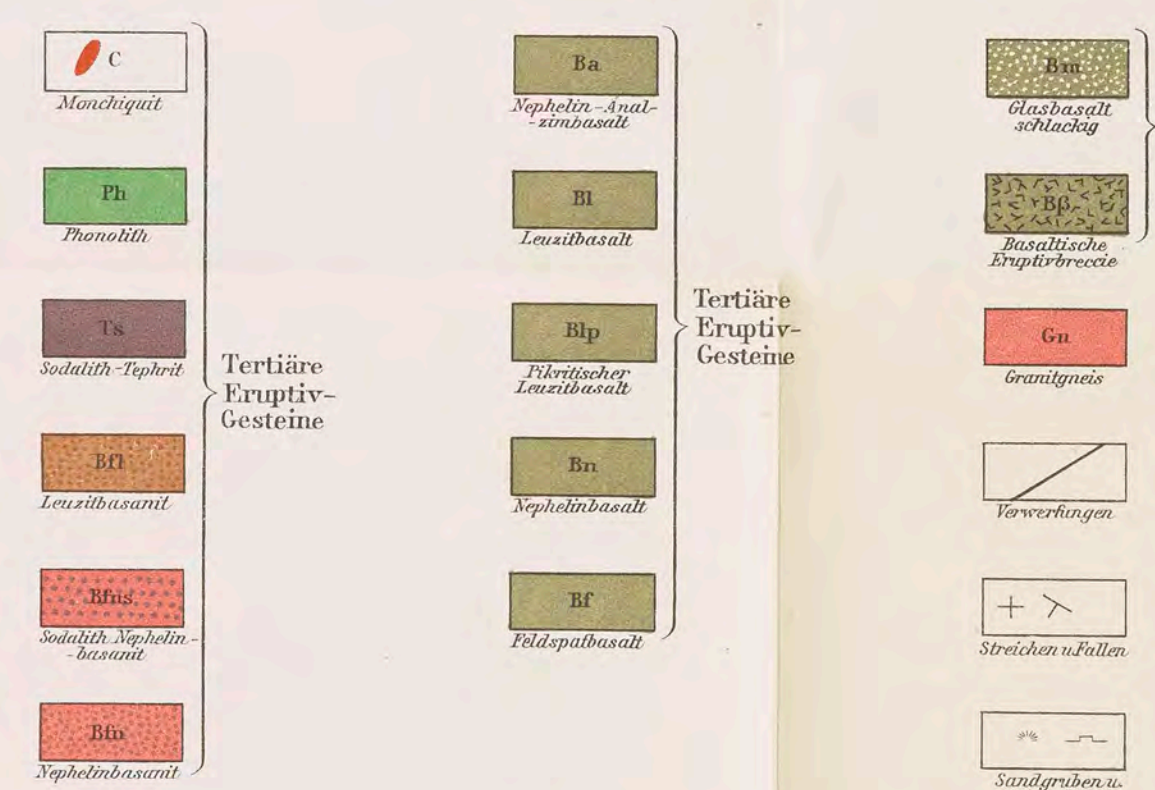 C
Monchiquit
Ph
Phonolith
Ts
Sodalith-Tephrit
Bfl
Leuzitbasanit
Bfns
Sodalith Nephelin-
-basanit
Bfn
Nephelinbasanit
Tertiäre
Eruptiv-
Gesteine
Ba
Nephelin-Anal-
-zimbasalt
Bl
Leuzitbasalt
Blp
Pikritischer
Leuzitbasalt
Bn
Nephelinbasalt
Bf
Feldspatbasalt
Tertiäre
Eruptiv-
Gesteine
Bm
Glasbasalt
schlackig
Bβ
Basaltische
Eruptivbreccie
Gn
Granitgneis
Verwerfungen
Streichen u. Fallen
Sandgruben u.